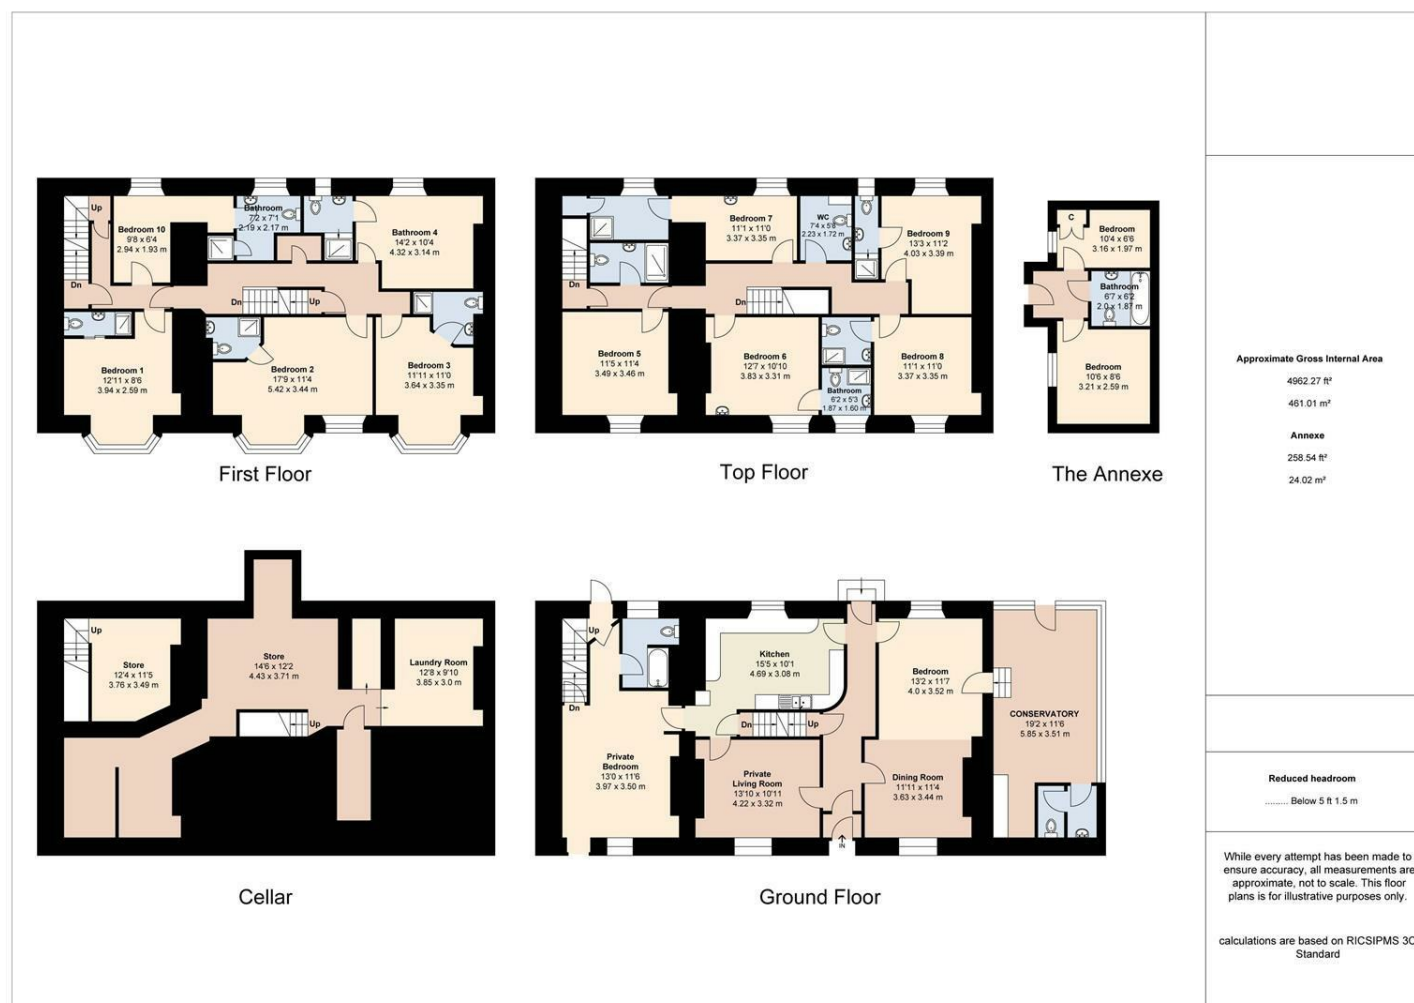 Up
Bedroom 10
9'8 x 6'4
2.94 x 1.93 m
Bathroom
7'2 x 7'1
2.19 x 2.17 m
Bathroom 4
14'2 x 10'4
4.32 x 3.14 m
Dn
Dn
Up
Bedroom 1
12'11 x 8'6
3.94 x 2.59 m
Bedroom 2
17'9 x 11'4
5.42 x 3.44 m
Bedroom 3
11'11 x 11'0
3.64 x 3.35 m
First Floor
Bedroom 7
11'1 x 11'0
3.37 x 3.35 m
WC
7'4 x 5'8
2.23 x 1.72 m
Bedroom 9
13'3 x 11'2
4.03 x 3.39 m
Dn
Dn
Bedroom 5
11'5 x 11'4
3.49 x 3.46 m
Bedroom 6
12'7 x 10'10
3.83 x 3.31 m
Bedroom 8
11'1 x 11'0
3.37 x 3.35 m
Bathroom
6'2 x 5'3
1.87 x 1.60 m
Top Floor
C
Bedroom
10'4 x 6'6
3.16 x 1.97 m
Bathroom
6'7 x 6'2
2.0 x 1.87 m
Bedroom
10'6 x 8'6
3.21 x 2.59 m
The Annexe
Up
Store
12'4 x 11'5
3.76 x 3.49 m
Store
14'6 x 12'2
4.43 x 3.71 m
Laundry Room
12'8 x 9'10
3.85 x 3.0 m
Up
Cellar
Up
Dn
Kitchen
15'5 x 10'1
4.69 x 3.08 m
Bedroom
13'2 x 11'7
4.0 x 3.52 m
CONSERVATORY
19'2 x 11'6
5.85 x 3.51 m
Dn
Up
Private
Bedroom
13'0 x 11'6
3.97 x 3.50 m
Private
Living Room
13'10 x 10'11
4.22 x 3.32 m
Dining Room
11'11 x 11'4
3.63 x 3.44 m
IN
Ground Floor
Approximate Gross Internal Area
4962.27 ft²
461.01 m²
Annexe
258.54 ft²
24.02 m²
Reduced headroom
......... Below 5 ft 1.5 m
While every attempt has been made to
ensure accuracy, all measurements are
approximate, not to scale. This floor
plans is for illustrative purposes only.
calculations are based on RICSIPMS 3C
Standard